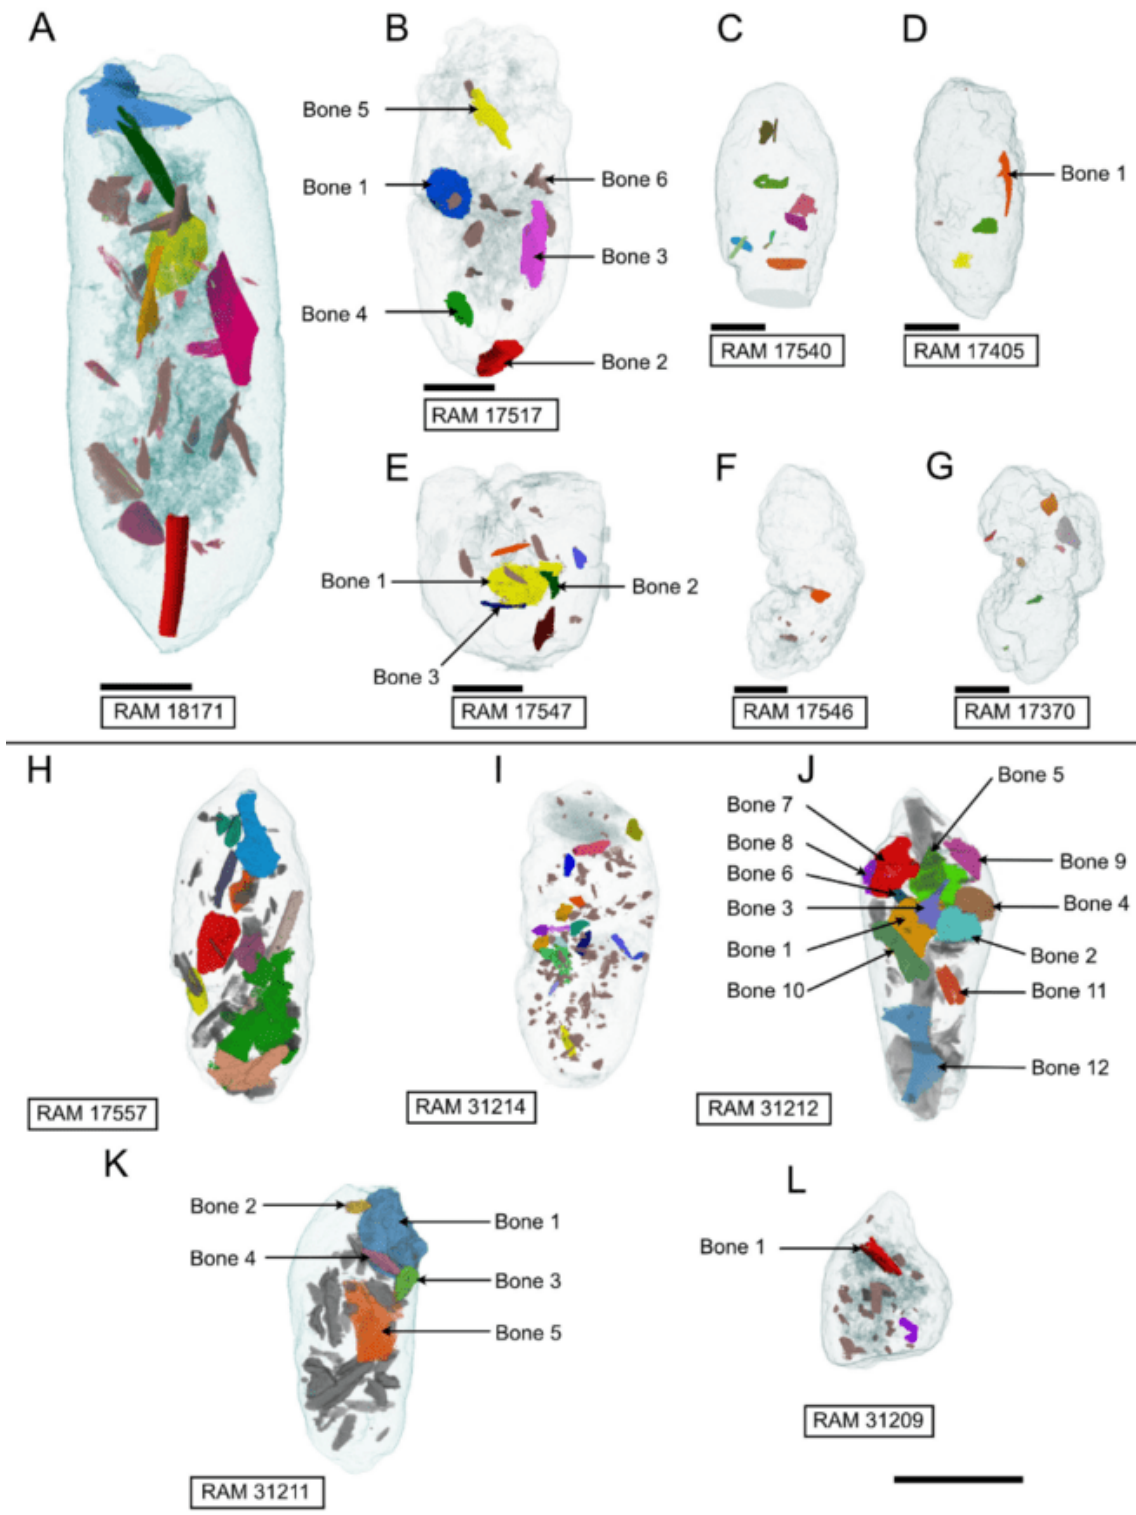 A
B
C
D
Bone 5
Bone 1
Bone 6
Bone 1
Bone 3
Bone 4
Bone 2
RAM 17540
RAM 17405
RAM 17517
E
F
G
Bone 1
Bone 2
Bone 3
RAM 18171
RAM 17547
RAM 17546
RAM 17370
H
I
J
Bone 5
Bone 7
Bone 8
Bone 9
Bone 6
Bone 3
Bone 4
Bone 1
Bone 2
Bone 10
Bone 11
Bone 12
RAM 17557
RAM 31214
RAM 31212
K
L
Bone 2
Bone 1
Bone 4
Bone 1
Bone 3
Bone 5
RAM 31209
RAM 31211